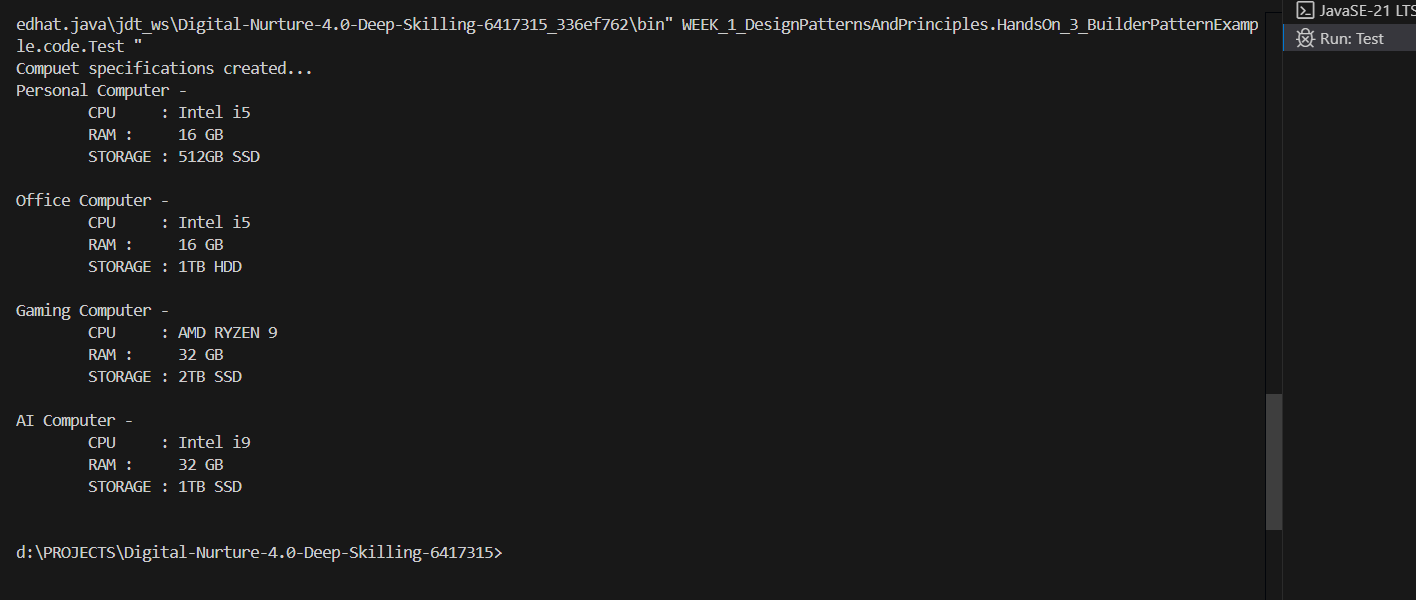 edhat.java\jdt_ws\Digital-Nurture-4.0-Deep-Skilling-6417315_336ef762\bin" WEEK_1_DesignPatternsAndPrinciples.HandsOn_3_BuilderPatternExamp
le.code.Test "
Compuet specifications created...
Personal Computer -
        CPU     : Intel i5
        RAM :     16 GB
        STORAGE : 512GB SSD

Office Computer -
        CPU     : Intel i5
        RAM :     16 GB
        STORAGE : 1TB HDD

Gaming Computer -
        CPU     : AMD RYZEN 9
        RAM :     32 GB
        STORAGE : 2TB SSD

AI Computer -
        CPU     : Intel i9
        RAM :     32 GB
        STORAGE : 1TB SSD

d:\PROJECTS\Digital-Nurture-4.0-Deep-Skilling-6417315>
JavaSE-21 LTS
Run: Test